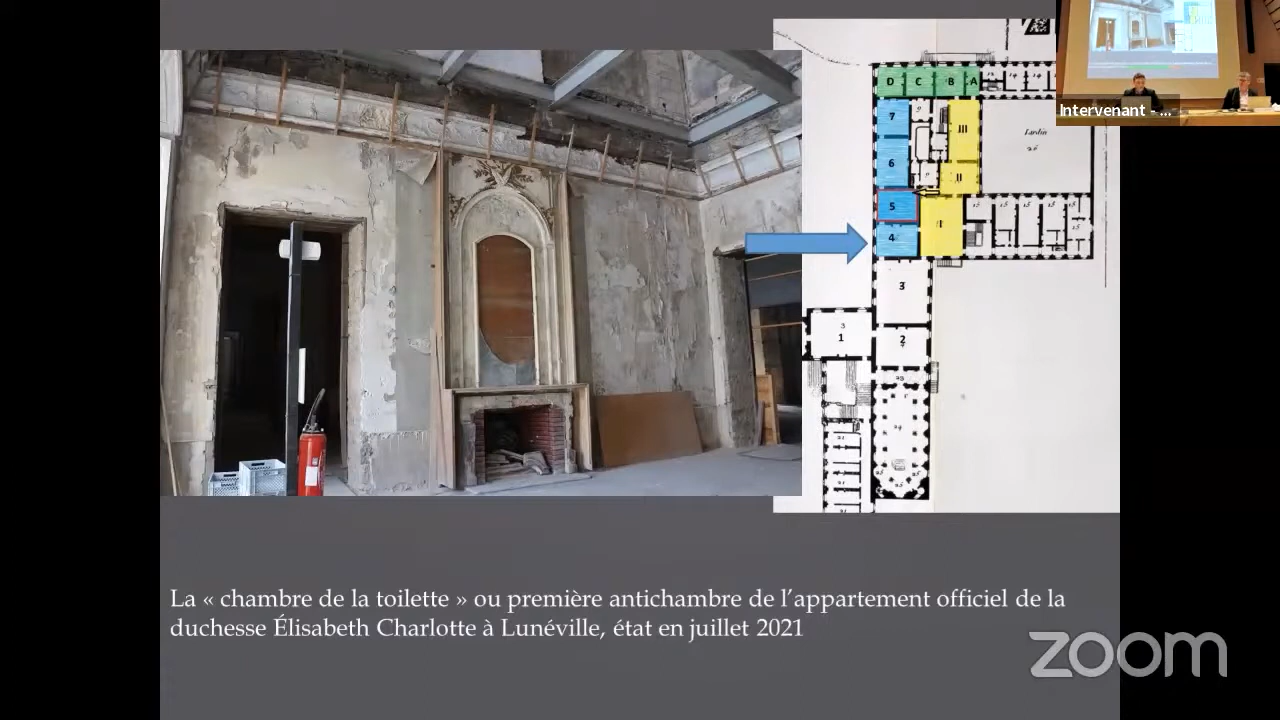 D C B A
7
III
6
II
5
I
4
3
1
2
Jardin
26
Intervenant - ...
La « chambre de la toilette » ou première antichambre de l’appartement officiel de la
duchesse Élisabeth Charlotte à Lunéville, état en juillet 2021
zoom